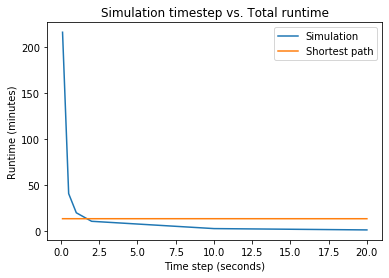 Simulation timestep vs. Total runtime
Simulation
Shortest path
Runtime (minutes)
200
150
100
50
0
0.0 2.5 5.0 7.5 10.0 12.5 15.0 17.5 20.0
Time step (seconds)